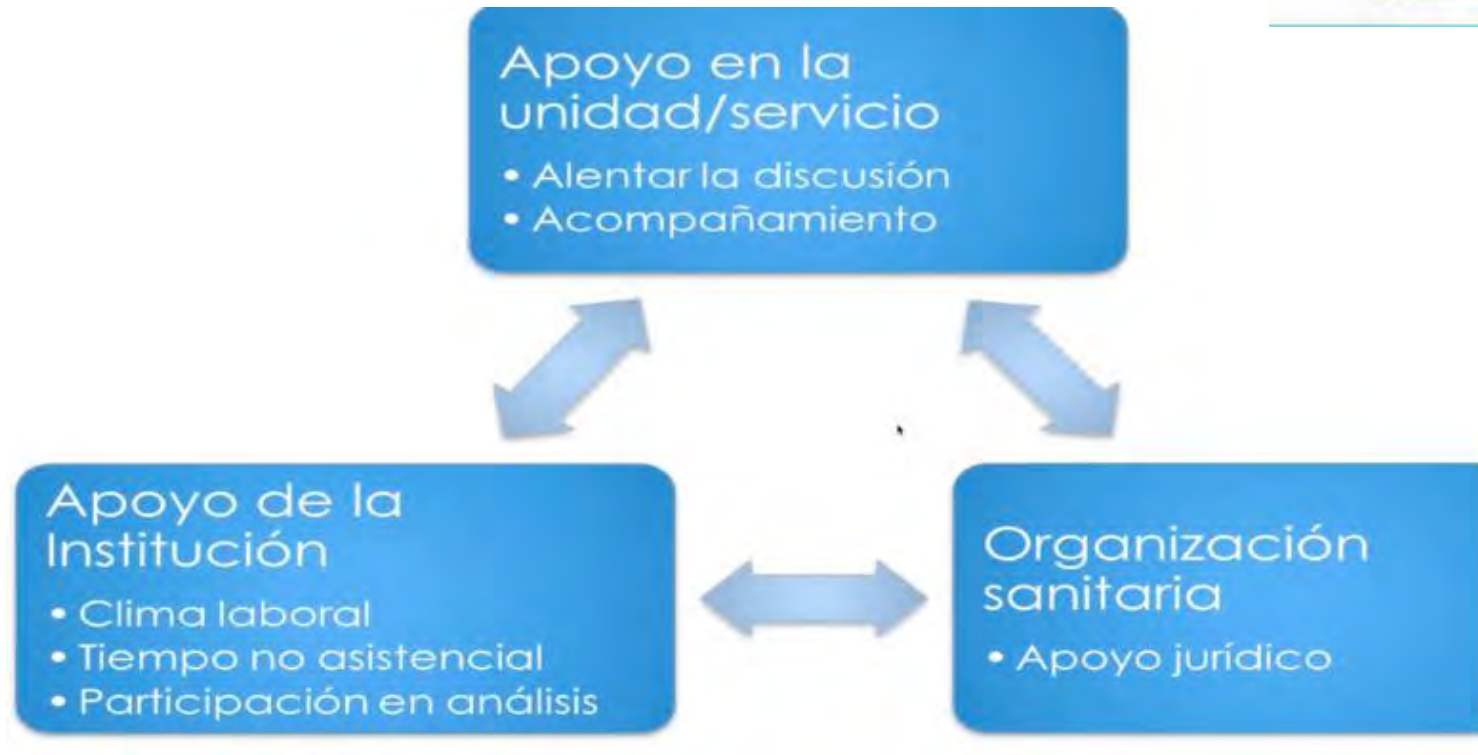 Apoyo en la
unidad/servicio
• Alentar la discusión
• Acompañamiento
Apoyo de la
Institución
• Clima laboral
• Tiempo no asistencial
• Participación en análisis
Organización
sanitaria
• Apoyo jurídico